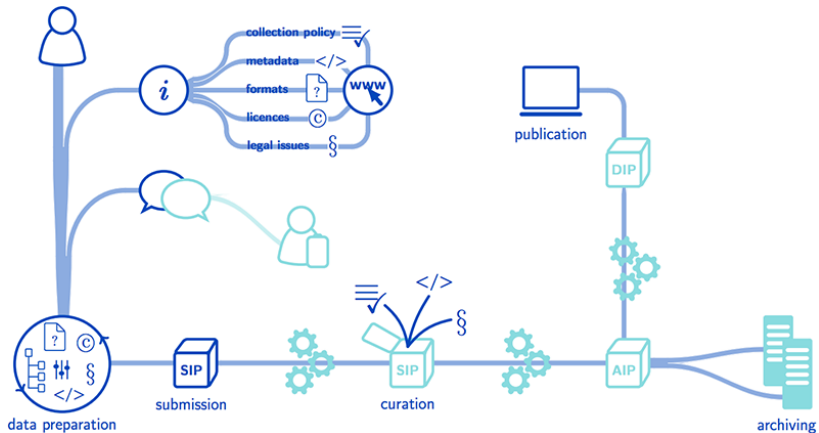 collection policy
metadata </>
i
formats ?
www
licences ©
legal issues §
publication
DIP
</>
§
? ©
§
</>
SIP
SIP
AIP
data preparation
submission
curation
archiving